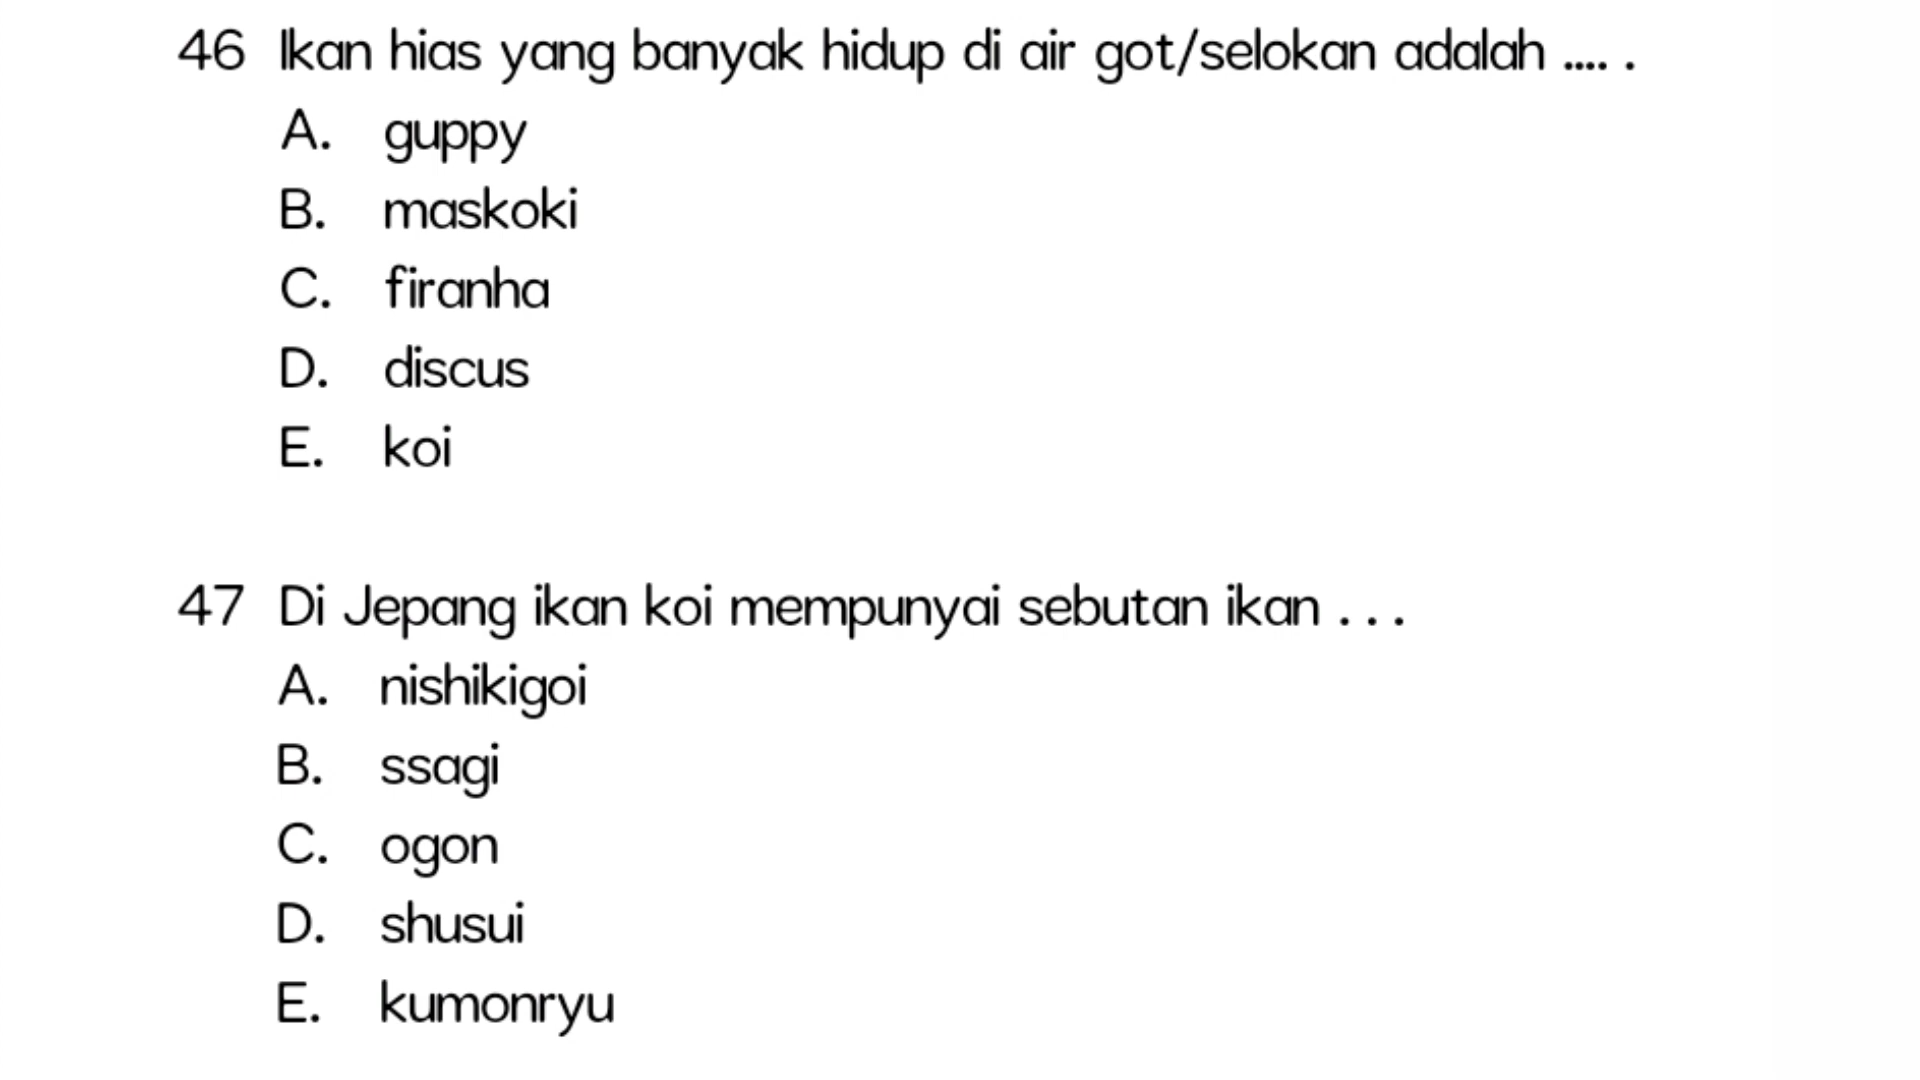 46 Ikan hias yang banyak hidup di air got/selokan adalah .... .
A. guppy
B. maskoki
C. firanha
D. discus
E. koi
47 Di Jepang ikan koi mempunyai sebutan ikan . . .
A. nishikigoi
B. ssagi
C. ogon
D. shusui
E. kumonryu